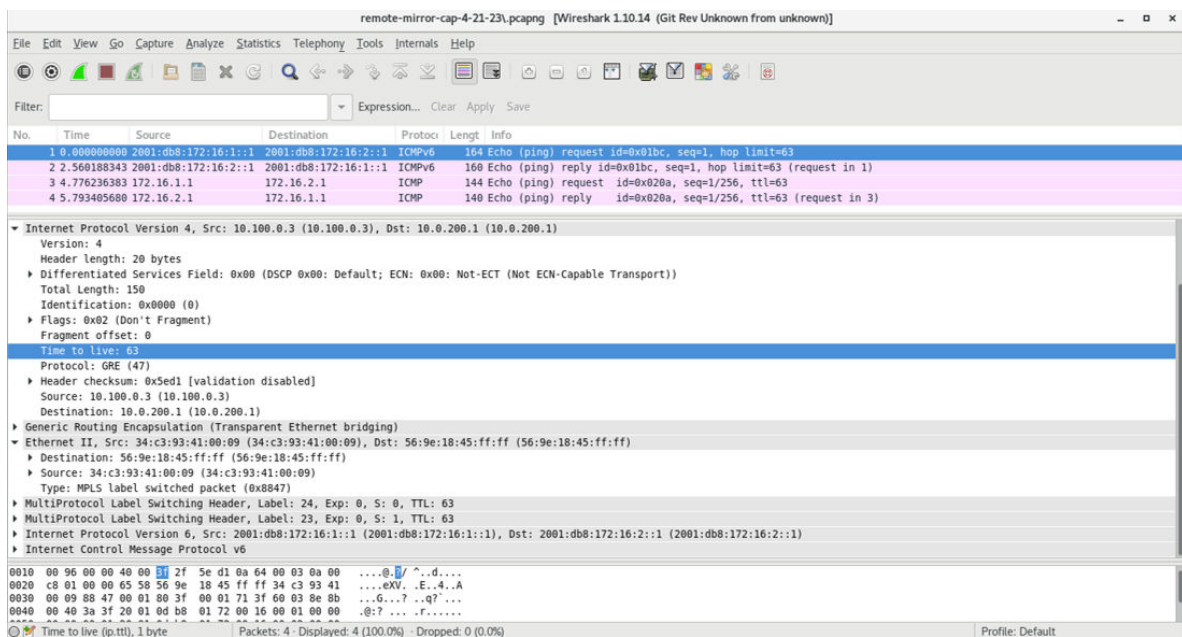 remote-mirror-cap-4-21-23\.pcapng [Wireshark 1.10.14 (Git Rev Unknown from unknown)]
File Edit View Go Capture Analyze Statistics Telephony Tools Internals Help
Filter: Expression... Clear Apply Save
No. Time Source Destination Protocol Lengt Info
1 0.000000000 2001:db8:172:16:1::1 2001:db8:172:16:2::1 ICMPv6 164 Echo (ping) request id=0x01bc, seq=1, hop limit=63
2 2.560188343 2001:db8:172:16:2::1 2001:db8:172:16:1::1 ICMPv6 160 Echo (ping) reply id=0x01bc, seq=1, hop limit=63 (request in 1)
3 4.776236383 172.16.1.1 172.16.2.1 ICMP 144 Echo (ping) request id=0x020a, seq=1/256, ttl=63
4 5.793405680 172.16.2.1 172.16.1.1 ICMP 140 Echo (ping) reply id=0x020a, seq=1/256, ttl=63 (request in 3)
Internet Protocol Version 4, Src: 10.100.0.3 (10.100.0.3), Dst: 10.0.200.1 (10.0.200.1)
Version: 4
Header length: 20 bytes
Differentiated Services Field: 0x00 (DSCP 0x00: Default; ECN: 0x00: Not-ECT (Not ECN-Capable Transport))
Total Length: 150
Identification: 0x0000 (0)
Flags: 0x02 (Don't Fragment)
Fragment offset: 0
Time to live: 63
Protocol: GRE (47)
Header checksum: 0x5ed1 [validation disabled]
Source: 10.100.0.3 (10.100.0.3)
Destination: 10.0.200.1 (10.0.200.1)
Generic Routing Encapsulation (Transparent Ethernet bridging)
Ethernet II, Src: 34:c3:93:41:00:09 (34:c3:93:41:00:09), Dst: 56:9e:18:45:ff:ff (56:9e:18:45:ff:ff)
Destination: 56:9e:18:45:ff:ff (56:9e:18:45:ff:ff)
Source: 34:c3:93:41:00:09 (34:c3:93:41:00:09)
Type: MPLS label switched packet (0x8847)
MultiProtocol Label Switching Header, Label: 24, Exp: 0, S: 0, TTL: 63
MultiProtocol Label Switching Header, Label: 23, Exp: 0, S: 1, TTL: 63
Internet Protocol Version 6, Src: 2001:db8:172:16:1::1 (2001:db8:172:16:1::1), Dst: 2001:db8:172:16:2::1 (2001:db8:172:16:2::1)
Internet Control Message Protocol v6
0010 00 96 00 00 40 00 3f 2f 5e d1 0a 64 00 03 0a 00 ....@.?/ ^..d....
0020 c8 01 00 00 65 58 56 9e 18 45 ff ff 34 c3 93 41 ....eXV. .E..4..A
0030 00 09 88 47 00 01 80 3f 00 01 71 3f 60 03 8e 8b ...G...? ..q?`...
0040 00 40 3a 3f 20 01 0d b8 01 72 00 16 00 01 00 00 .@:? ... .r......
Time to live (ip.ttl), 1 byte Packets: 4 · Displayed: 4 (100.0%) · Dropped: 0 (0.0%) Profile: Default